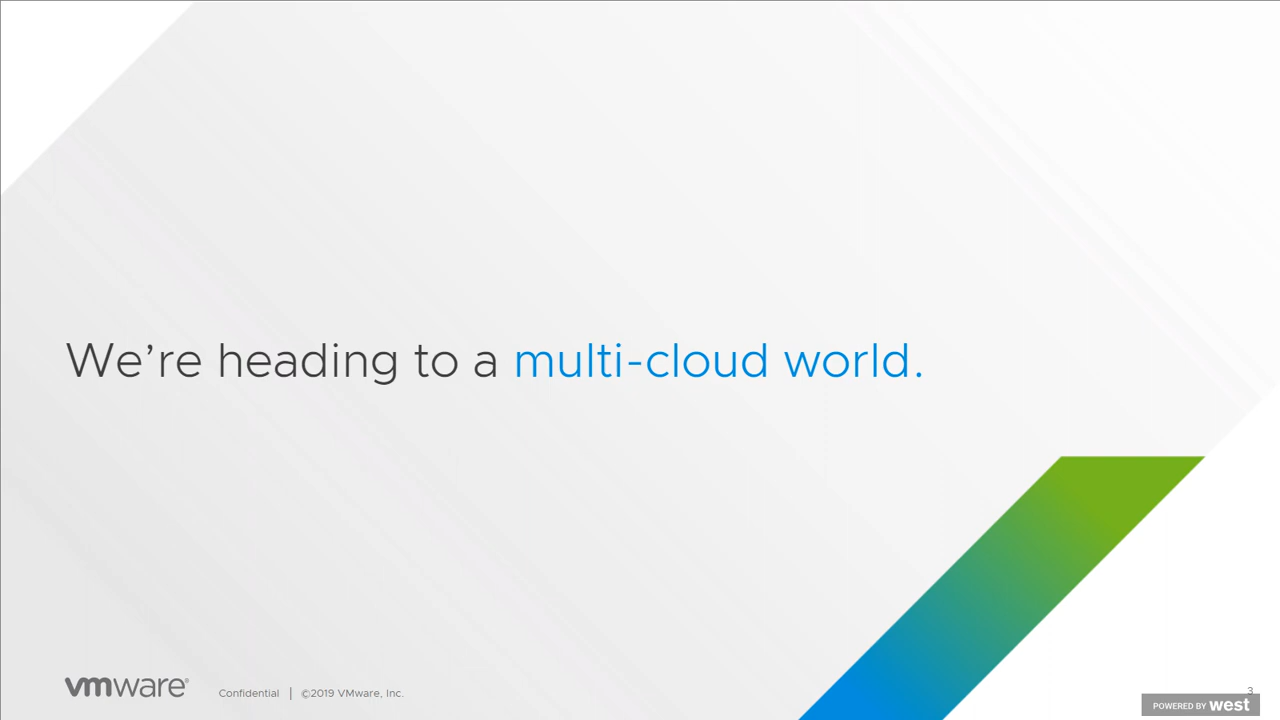 We’re heading to a multi-cloud world.
vmware®
Confidential | ©2019 VMware, Inc.
3
POWERED BY west